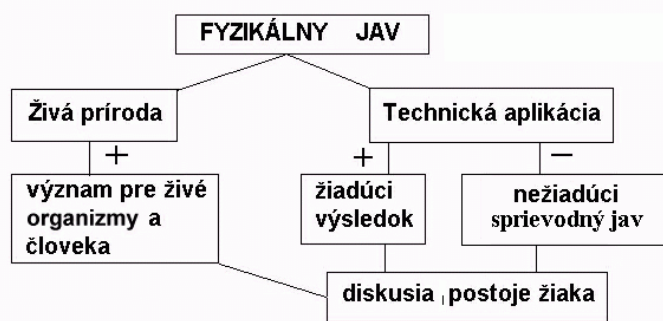 FYZIKÁLNY JAV
Živá príroda
Technická aplikácia
+
+
–
význam pre živé
organizmy a
človeka
žiadúci
výsledok
nežiadúci
sprievodný jav
diskusia , postoje žiaka